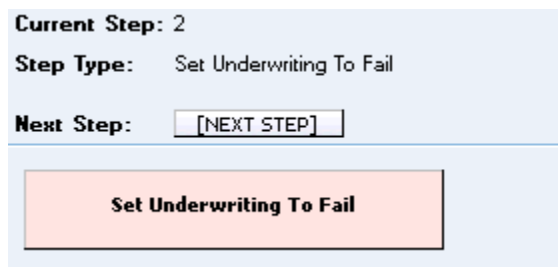 Current Step: 2
Step Type: Set Underwriting To Fail
Next Step: [NEXT STEP]
Set Underwriting To Fail